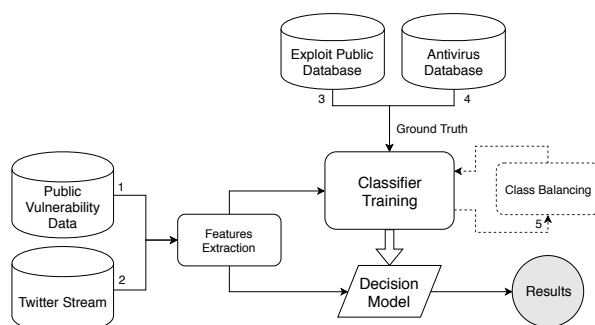 Exploit Public
Database
Antivirus
Database
3
4
Ground Truth
Public
Vulnerability
Data
1
Classifier
Training
Class Balancing
5
Features
Extraction
Twitter Stream
2
Decision
Model
Results